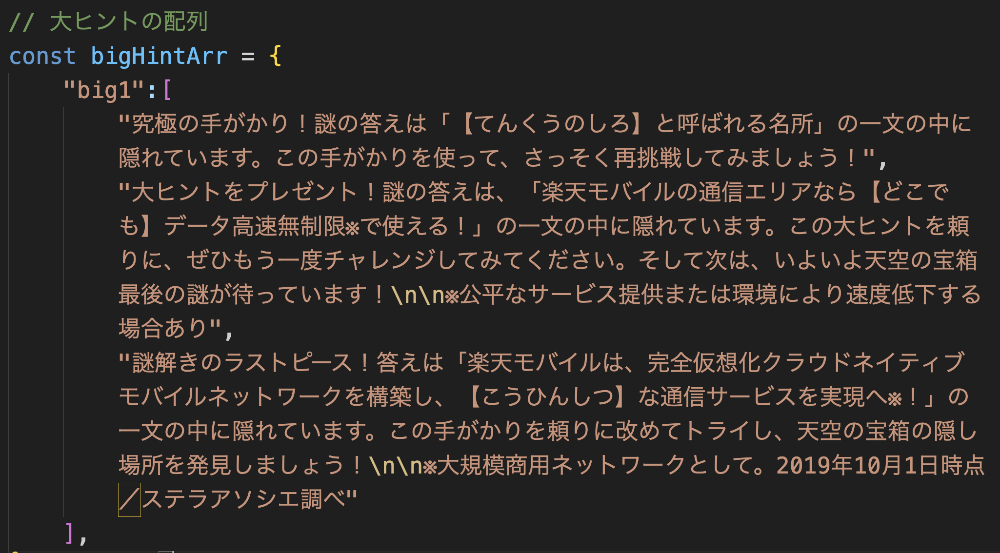 // 大ヒントの配列
const bigHintArr = {
"big1":[
"究極の手がかり！謎の答えは「【てんくうのしろ】と呼ばれる名所」の一文の中に
隠れています。この手がかりを使って、さっそく再挑戦してみましょう！",
"大ヒントをプレゼント！謎の答えは、「楽天モバイルの通信エリアなら【どこで
も】データ高速無制限※で使える！」の一文の中に隠れています。この大ヒントを頼
りに、ぜひもう一度チャレンジしてみてください。そして次は、いよいよ天空の宝箱
最後の謎が待っています！\n\n※公平なサービス提供または環境により速度低下する
場合あり",
"謎解きのラストピース！答えは「楽天モバイルは、完全仮想化クラウドネイティブ
モバイルネットワークを構築し、【こうひんしつ】な通信サービスを実現へ※！」の
一文の中に隠れています。この手がかりを頼りに改めてトライし、天空の宝箱の隠し
場所を発見しましょう！\n\n※大規模商用ネットワークとして。2019年10月1日時点
／ステラアソシエ調べ"
],